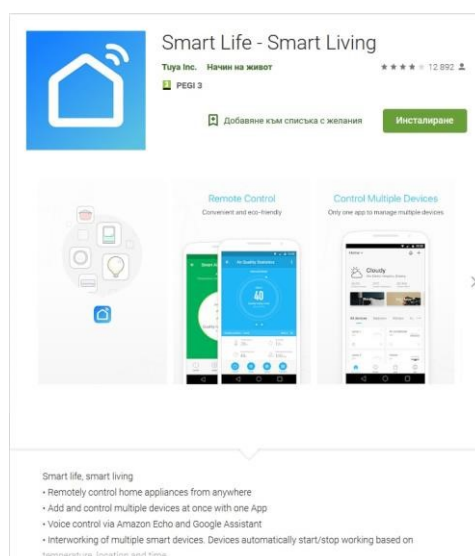 Smart Life - Smart Living
Tuya Inc. Начин на живот
12 892
PEGI 3
Добавяне към списъка с желания
Инсталиране
Remote Control
Convenient and eco-friendly
Control Multiple Devices
Only one app to manage multiple devices
40
Cloudy
Smart life, smart living
• Remotely control home appliances from anywhere
• Add and control multiple devices at once with one App
• Voice control via Amazon Echo and Google Assistant
• Interworking of multiple smart devices. Devices automatically start/stop working based on
temperature, location and time.